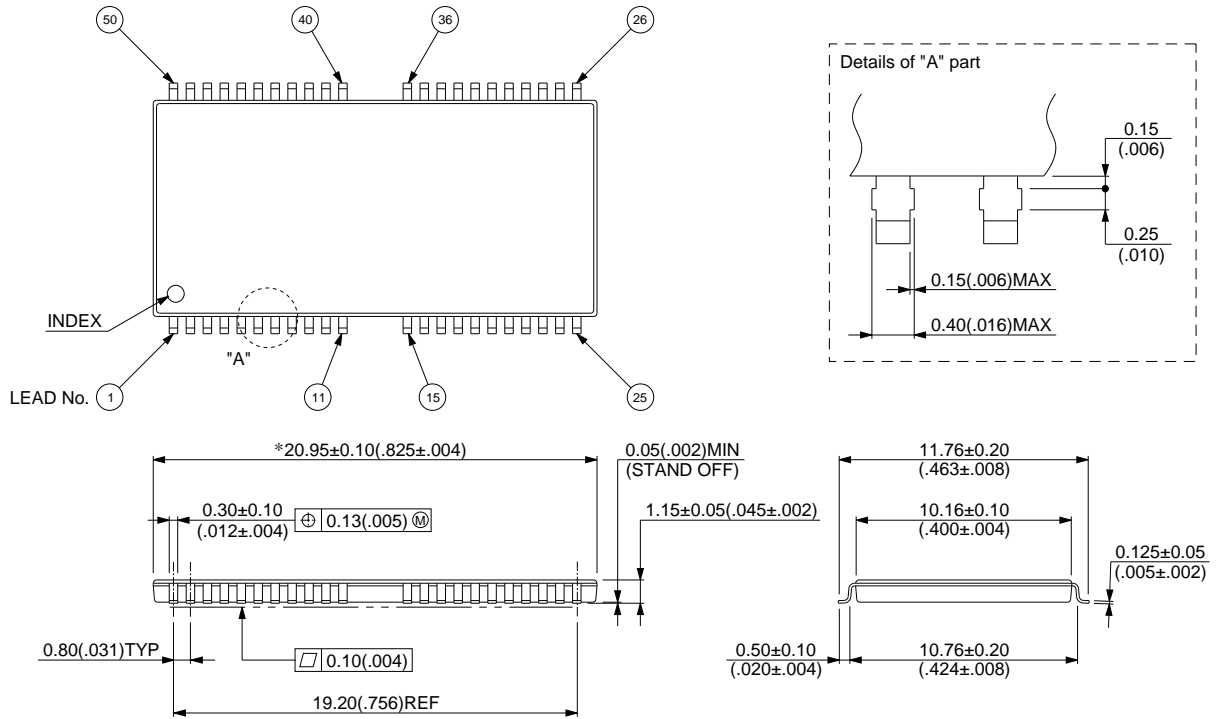 50
40
36
26
Details of "A" part
0.15
(.006)
0.25
(.010)
0.15(.006)MAX
0.40(.016)MAX
INDEX
"A"
LEAD No.
1
11
15
25
*20.95±0.10(.825±.004)
0.05(.002)MIN
(STAND OFF)
11.76±0.20
(.463±.008)
0.30±0.10
(.012±.004)
⌖ 0.13(.005) Ⓜ
1.15±0.05(.045±.002)
10.16±0.10
(.400±.004)
0.125±0.05
(.005±.002)
0.80(.031)TYP
⏥ 0.10(.004)
0.50±0.10
(.020±.004)
10.76±0.20
(.424±.008)
19.20(.756)REF